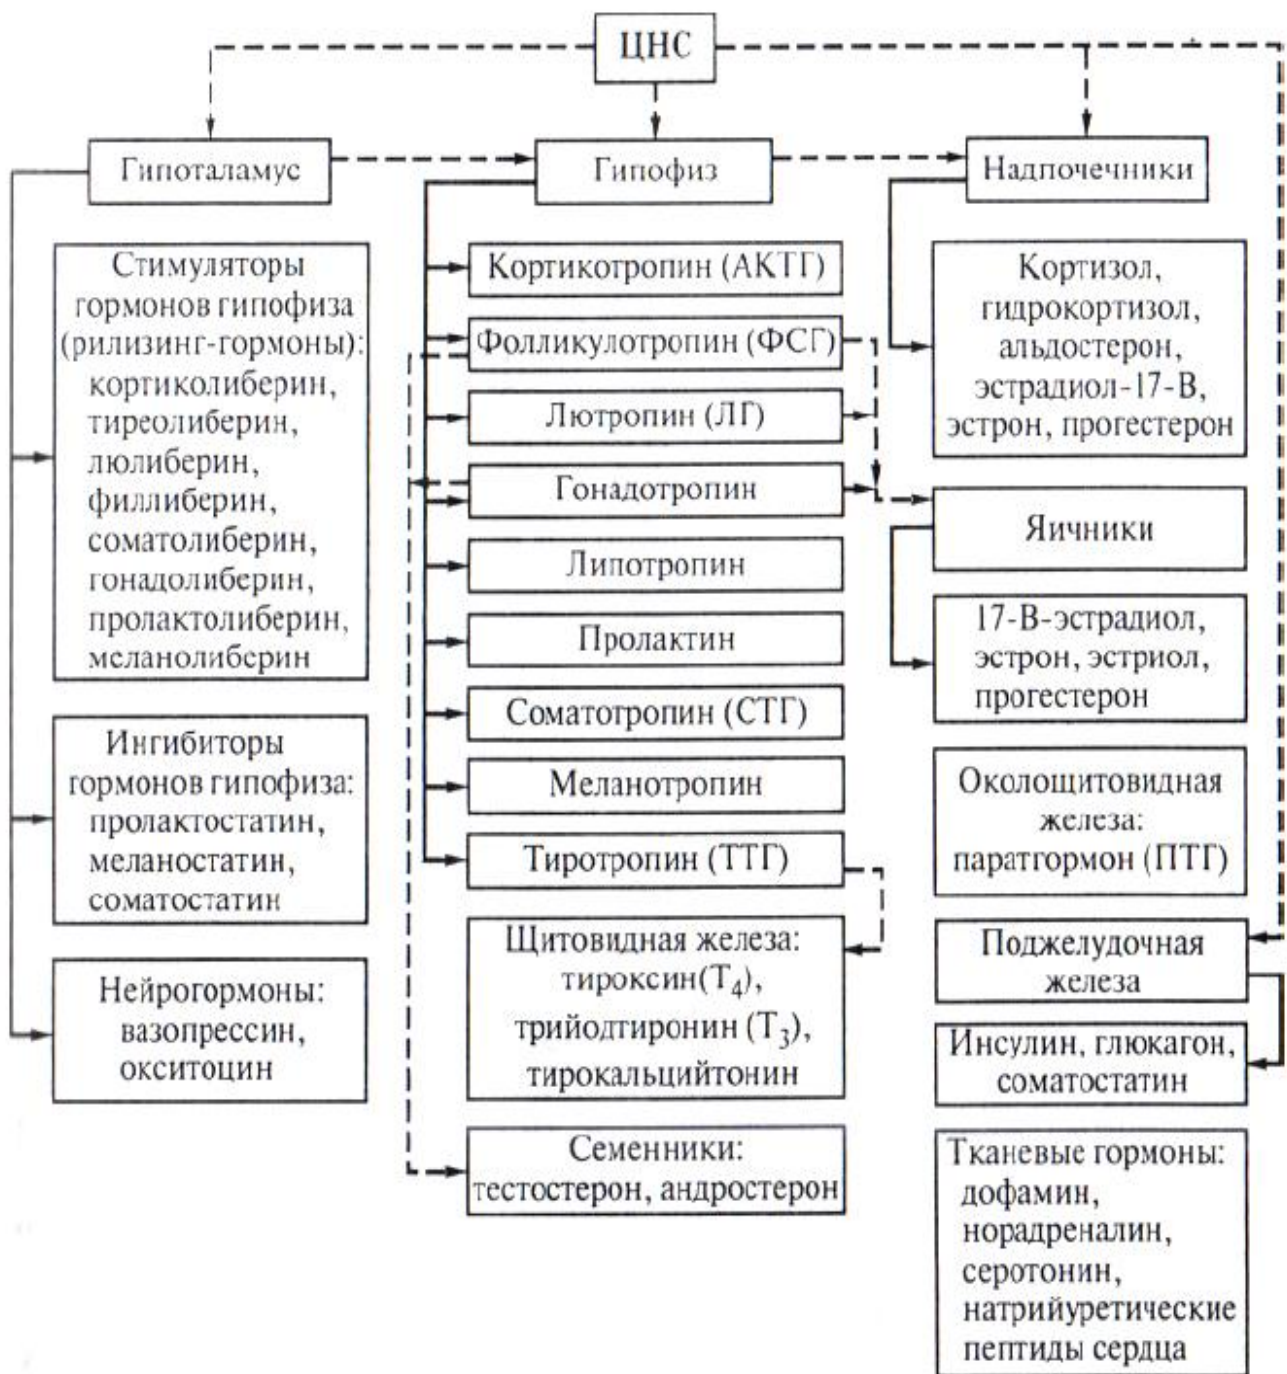 ЦНС
Гипоталамус
Стимуляторы
гормонов гипофиза
(рилизинг-гормоны):
кортиколиберин,
тиреолиберин,
люлиберин,
филлиберин,
соматолиберин,
гонадолиберин,
пролактолиберин,
меланолиберин
Ингибиторы
гормонов гипофиза:
пролактостатин,
меланостатин,
соматостатин
Нейрогормоны:
вазопрессин,
окситоцин
Гипофиз
Кортикотропин (АКТГ)
Фолликулотропин (ФСГ)
Лютропин (ЛГ)
Гонадотропин
Липотропин
Пролактин
Соматотропин (СТГ)
Меланотропин
Тиротропин (ТТГ)
Щитовидная железа:
тироксин(Т₄),
трийодтиронин (Т₃),
тирокальцийтонин
Семенники:
тестостерон, андростерон
Надпочечники
Кортизол,
гидрокортизол,
альдостерон,
эстрадиол-17-В,
эстрон, прогестерон
Яичники
17-В-эстрадиол,
эстрон, эстриол,
прогестерон
Околощитовидная
железа:
паратгормон (ПТГ)
Поджелудочная
железа
Инсулин, глюкагон,
соматостатин
Тканевые гормоны:
дофамин,
норадреналин,
серотонин,
натрийуретические
пептиды сердца